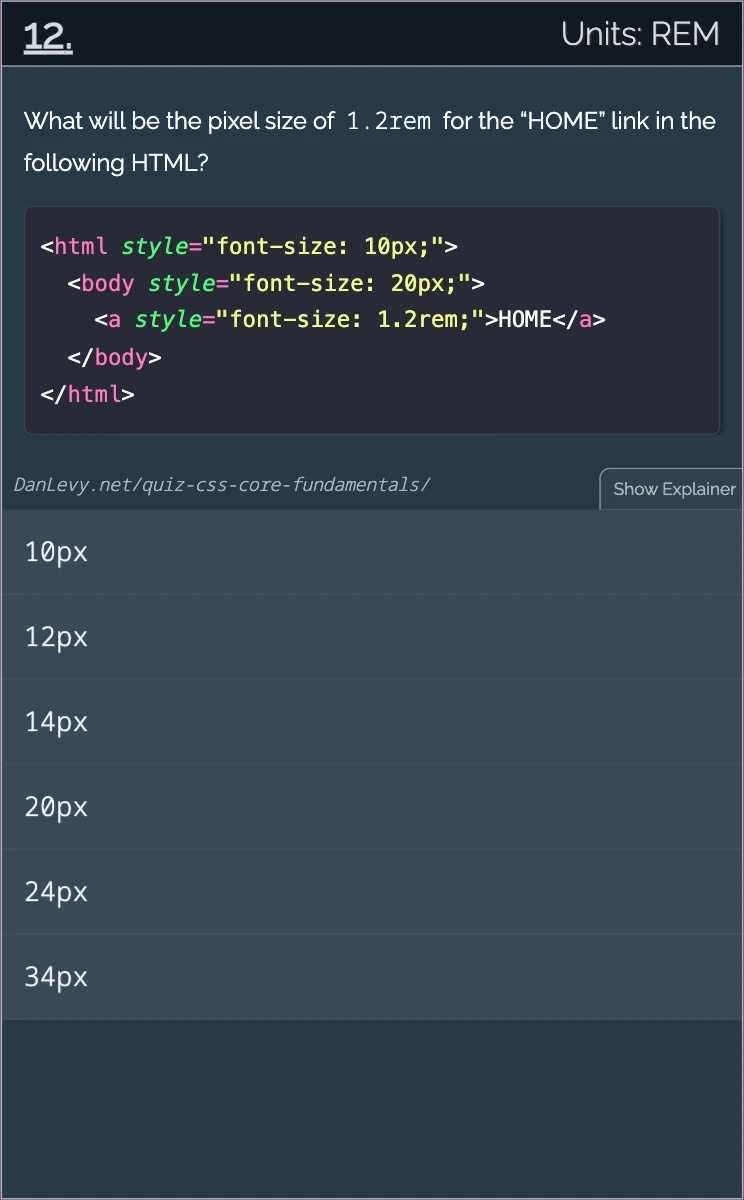 12.
Units: REM
What will be the pixel size of 1.2rem for the “HOME” link in the
following HTML?
<html style="font-size: 10px;">
  <body style="font-size: 20px;">
    <a style="font-size: 1.2rem;">HOME</a>
  </body>
</html>
DanLevy.net/quiz-css-core-fundamentals/
Show Explainer
10px
12px
14px
20px
24px
34px